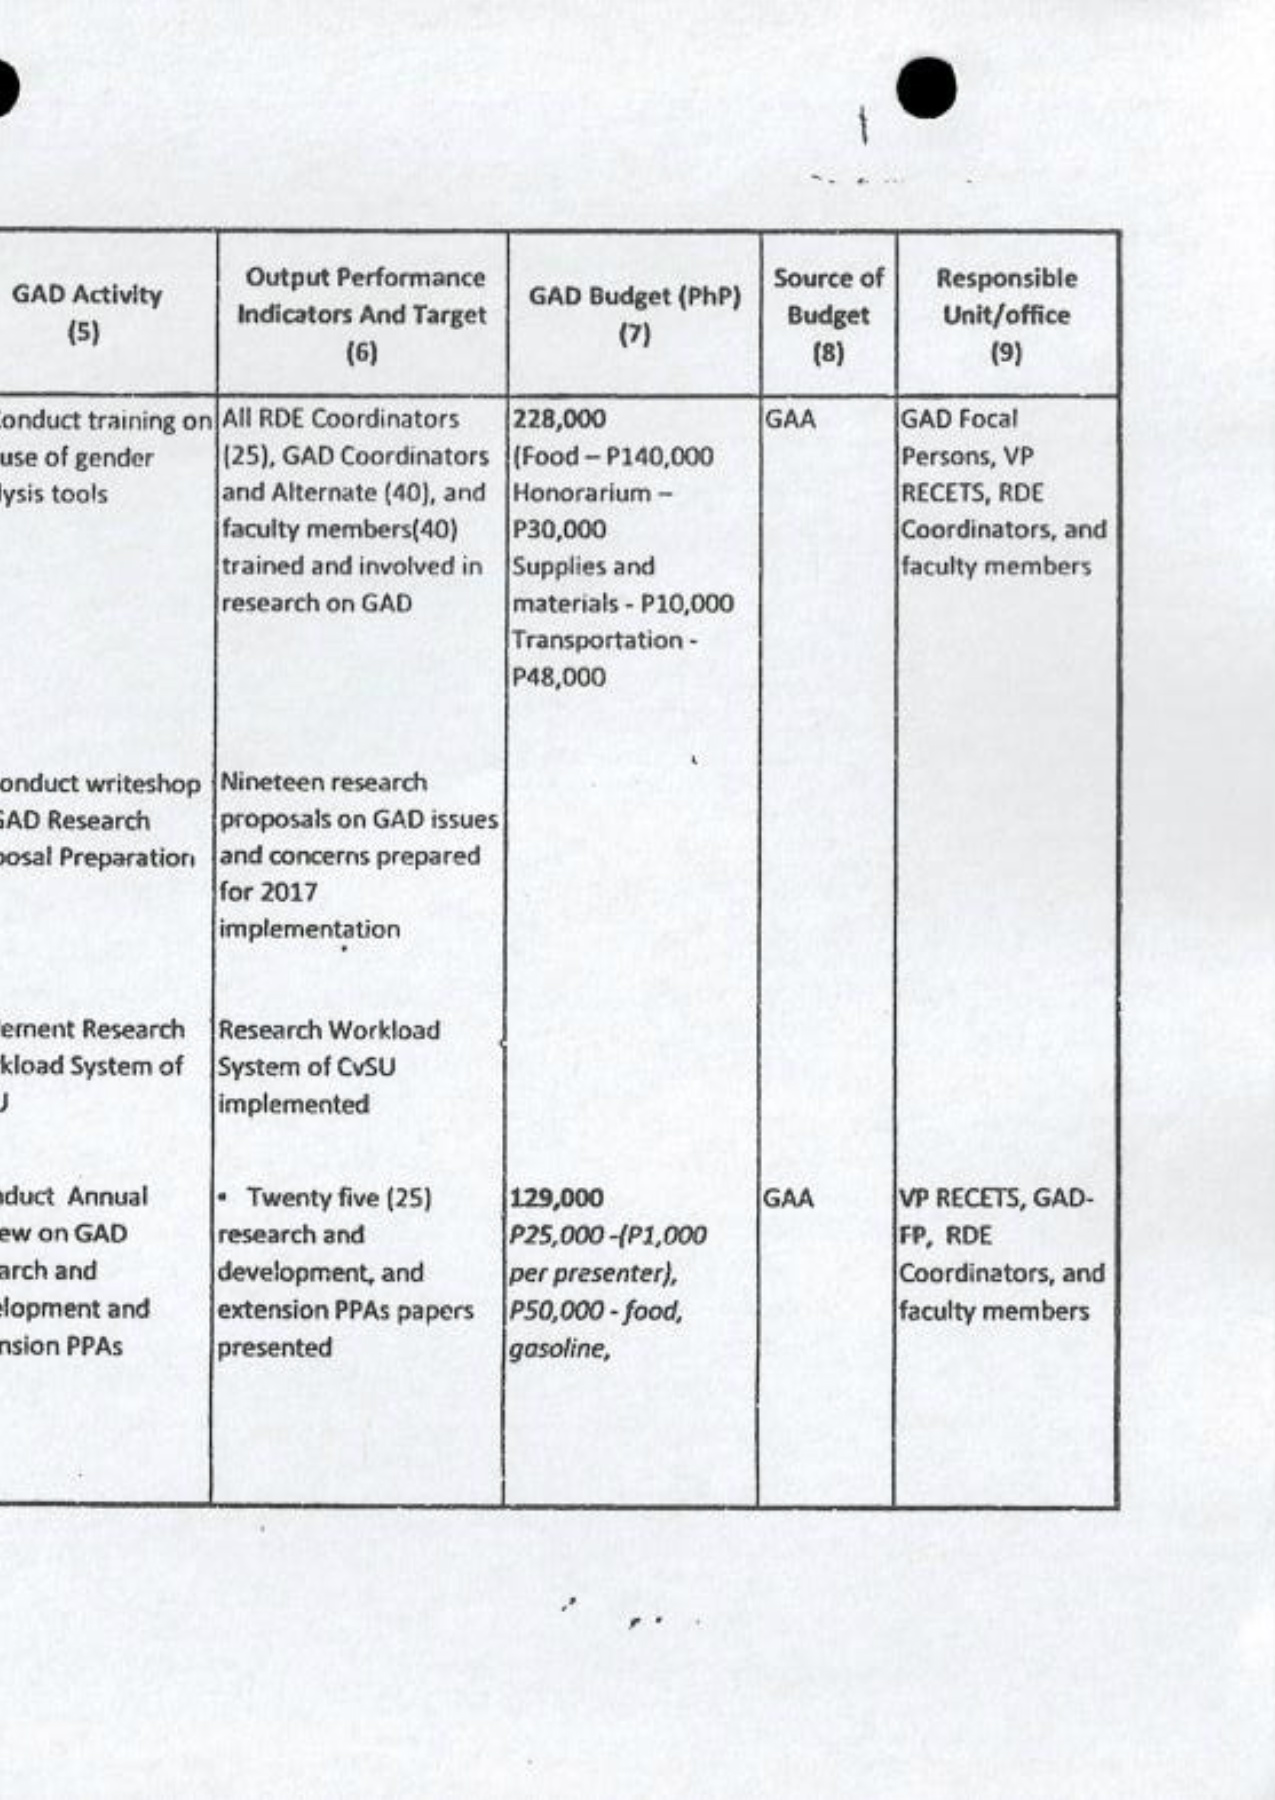 GAD Activity
(5)
Output Performance
Indicators And Target
(6)
GAD Budget (PhP)
(7)
Source of
Budget
(8)
Responsible
Unit/office
(9)
onduct training on
use of gender
lysis tools
All RDE Coordinators
(25), GAD Coordinators
and Alternate (40), and
faculty members(40)
trained and involved in
research on GAD
228,000
(Food – P140,000
Honorarium –
P30,000
Supplies and
materials - P10,000
Transportation -
P48,000
GAA
GAD Focal
Persons, VP
RECETS, RDE
Coordinators, and
faculty members
onduct writeshop
GAD Research
posal Preparation
Nineteen research
proposals on GAD issues
and concerns prepared
for 2017
implementation
lement Research
kload System of
U
Research Workload
System of CvSU
implemented
nduct Annual
ew on GAD
arch and
elopment and
nsion PPAs
• Twenty five (25)
research and
development, and
extension PPAs papers
presented
129,000
P25,000 -(P1,000
per presenter),
P50,000 - food,
gasoline,
GAA
VP RECETS, GAD-
FP, RDE
Coordinators, and
faculty members